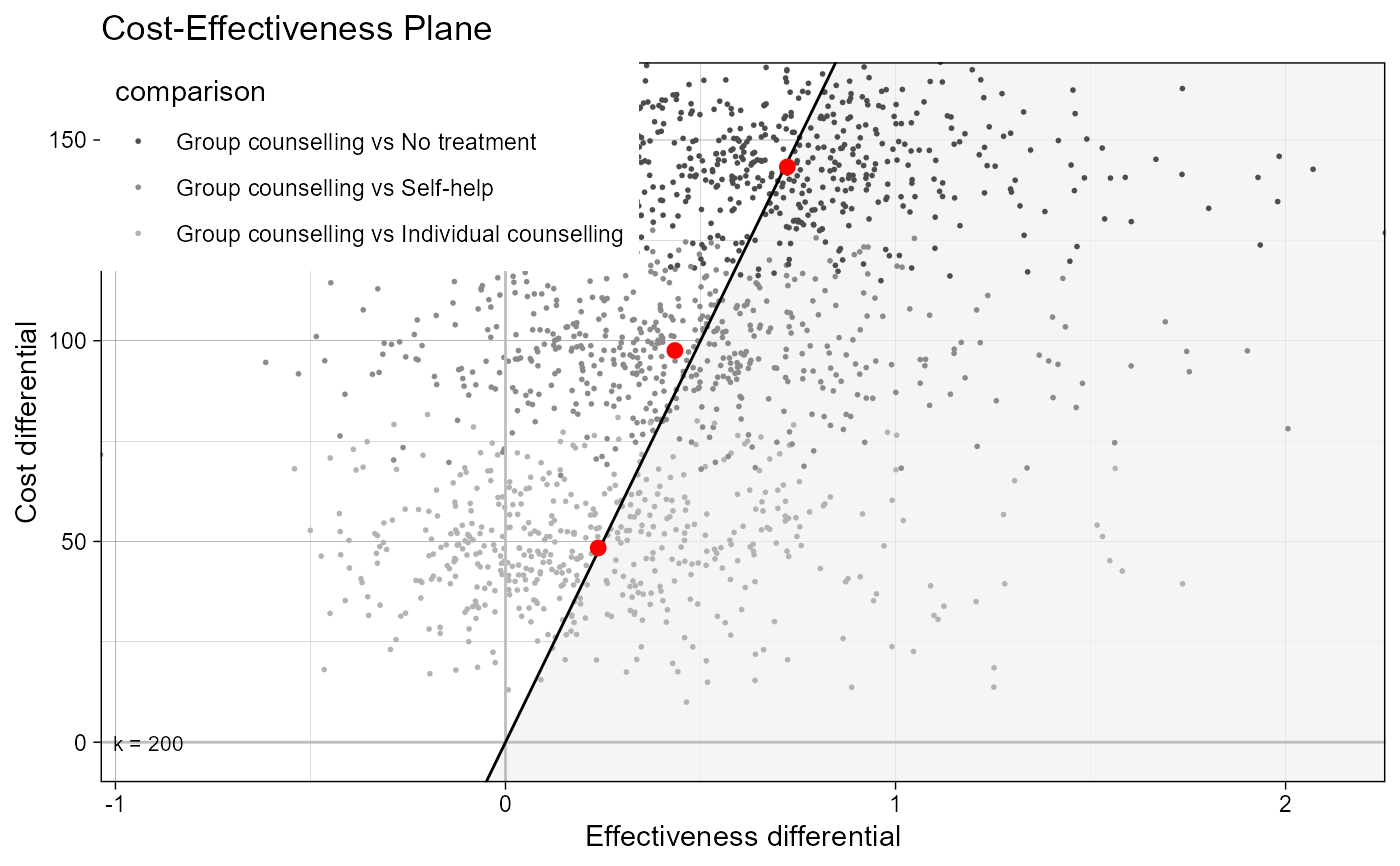 Cost-Effectiveness Plane
comparison
Group counselling vs No treatment
Group counselling vs Self-help
Group counselling vs Individual counselling
150
100
50
0
Cost differential
k = 200
-1
0
1
2
Effectiveness differential